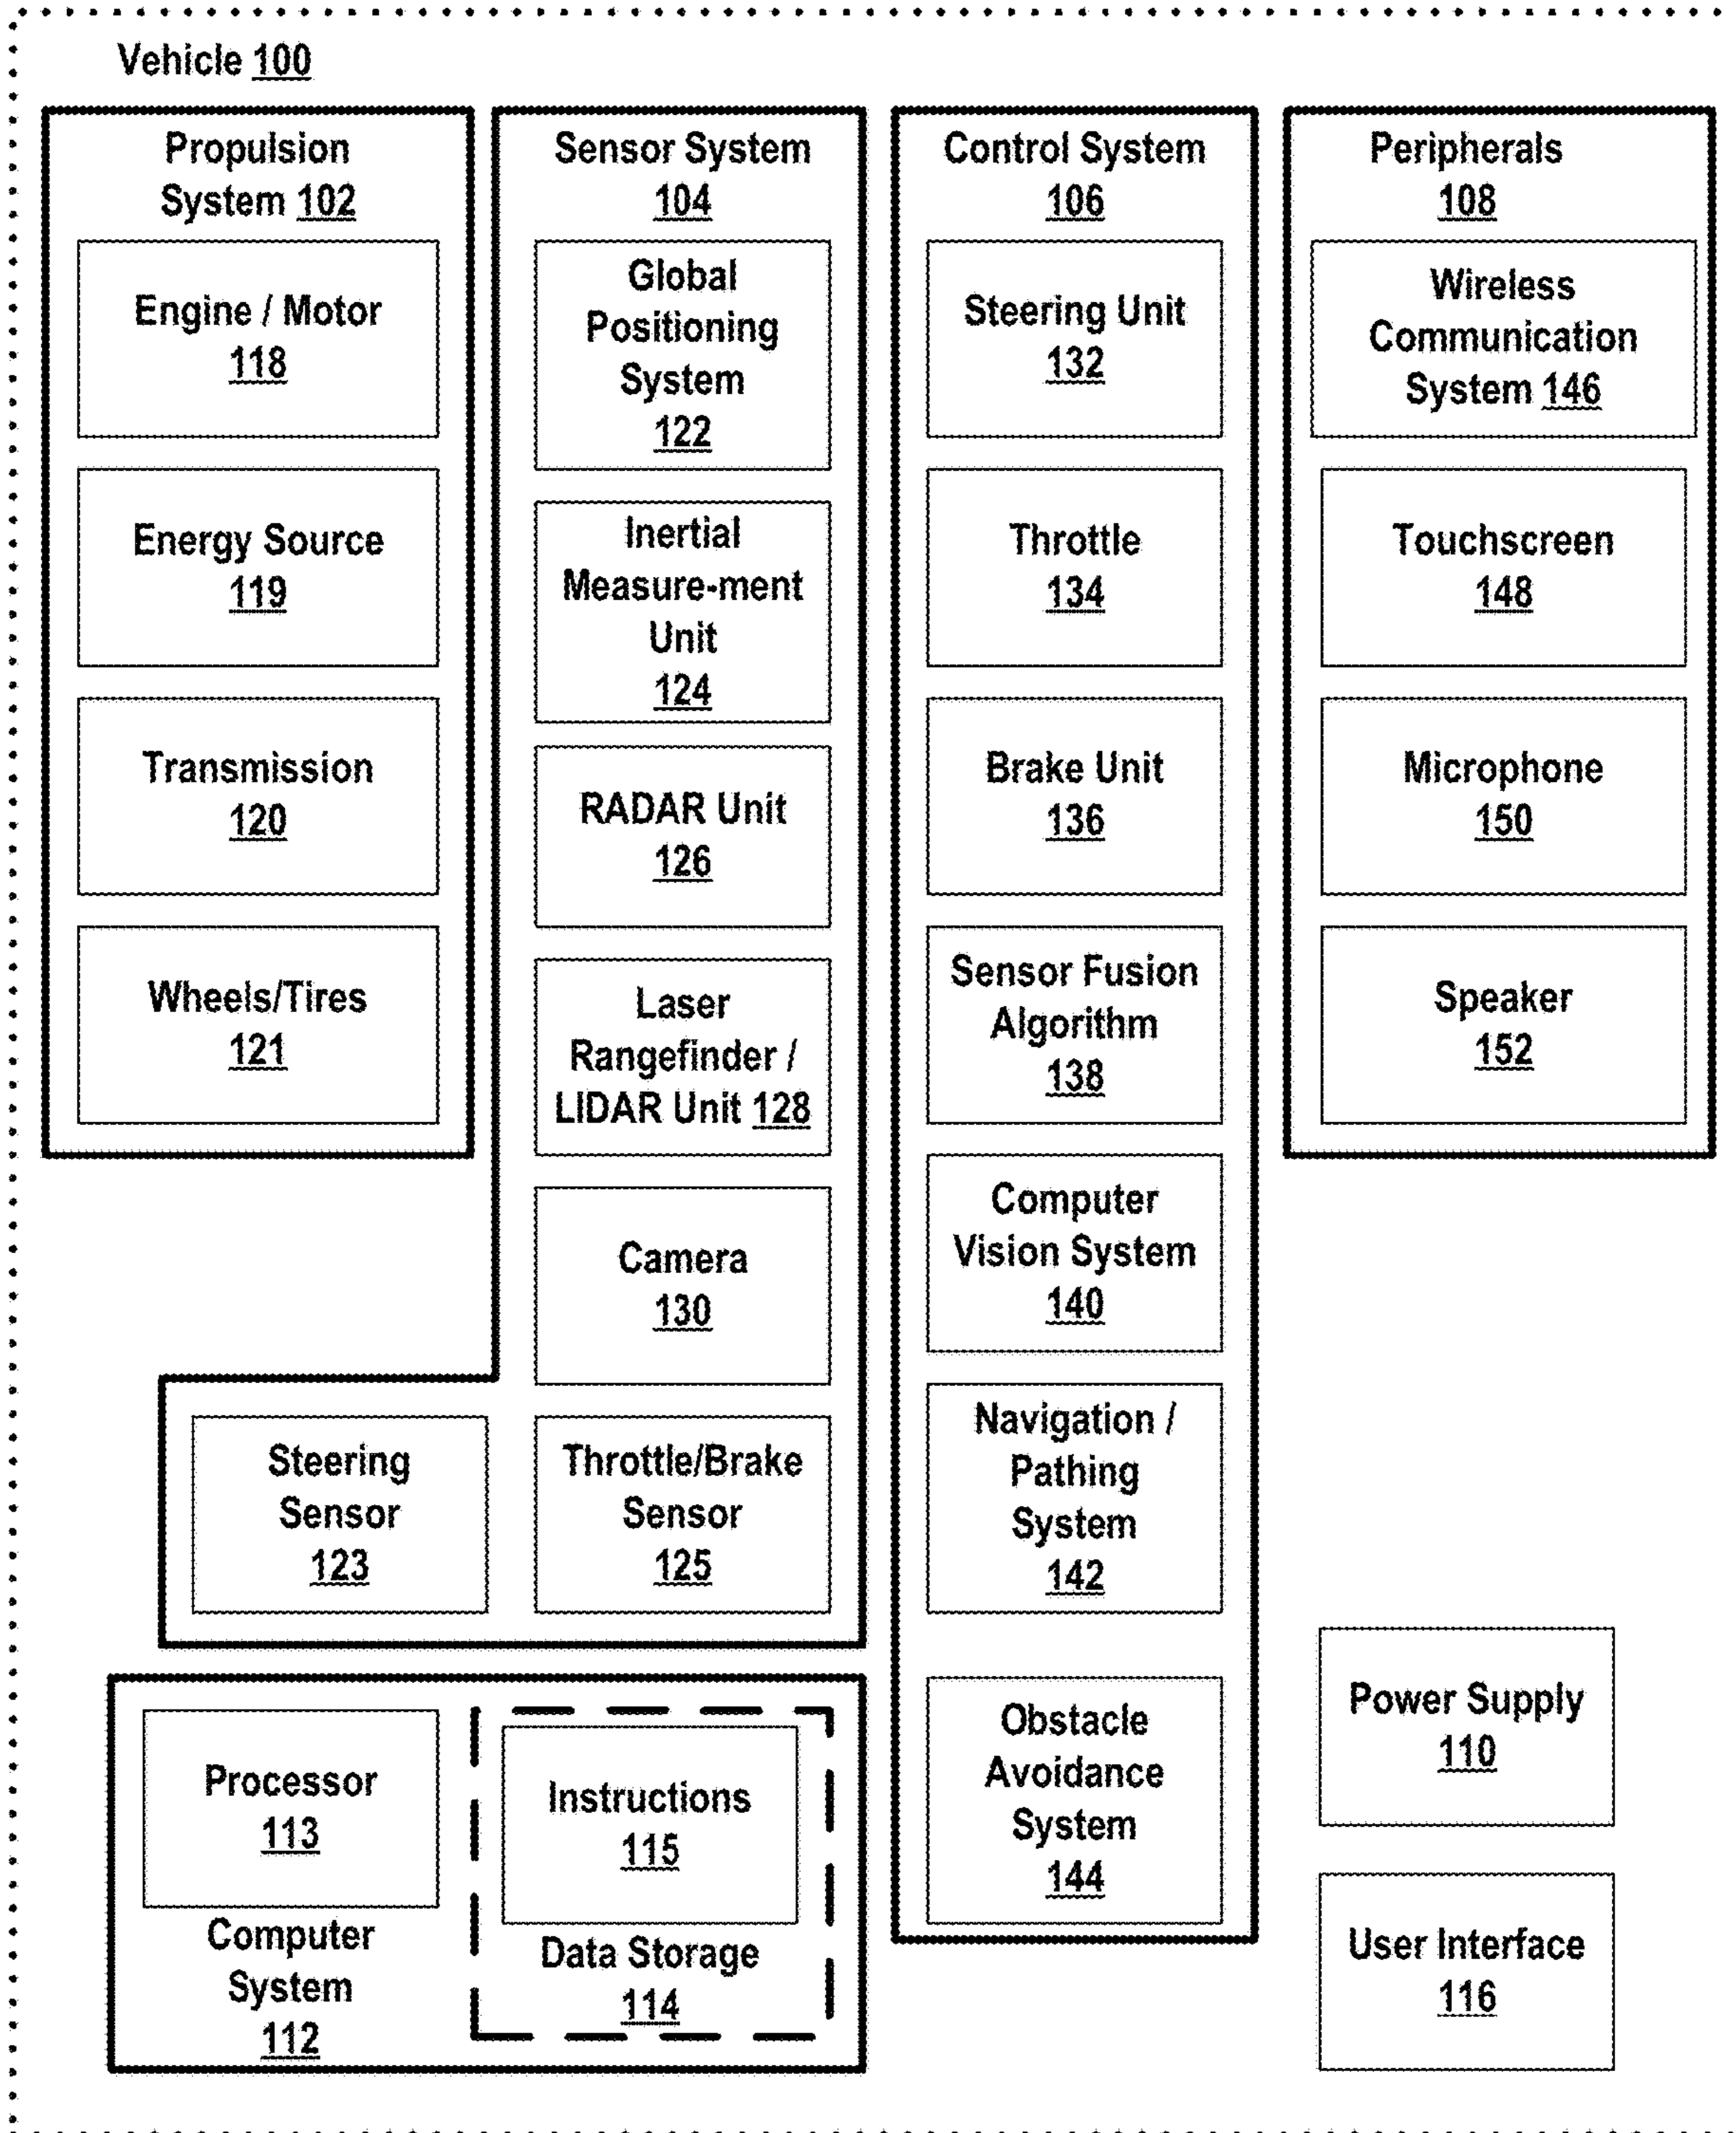 Vehicle 100
Propulsion
System 102
Engine / Motor
118
Energy Source
119
Transmission
120
Wheels/Tires
121
Sensor System
104
Global
Positioning
System
122
Inertial
Measure-ment
Unit
124
RADAR Unit
126
Laser
Rangefinder /
LIDAR Unit 128
Camera
130
Steering
Sensor
123
Throttle/Brake
Sensor
125
Control System
106
Steering Unit
132
Throttle
134
Brake Unit
136
Sensor Fusion
Algorithm
138
Computer
Vision System
140
Navigation /
Pathing
System
142
Obstacle
Avoidance
System
144
Peripherals
108
Wireless
Communication
System 146
Touchscreen
148
Microphone
150
Speaker
152
Processor
113
Computer
System
112
Instructions
115
Data Storage
114
Power Supply
110
User Interface
116